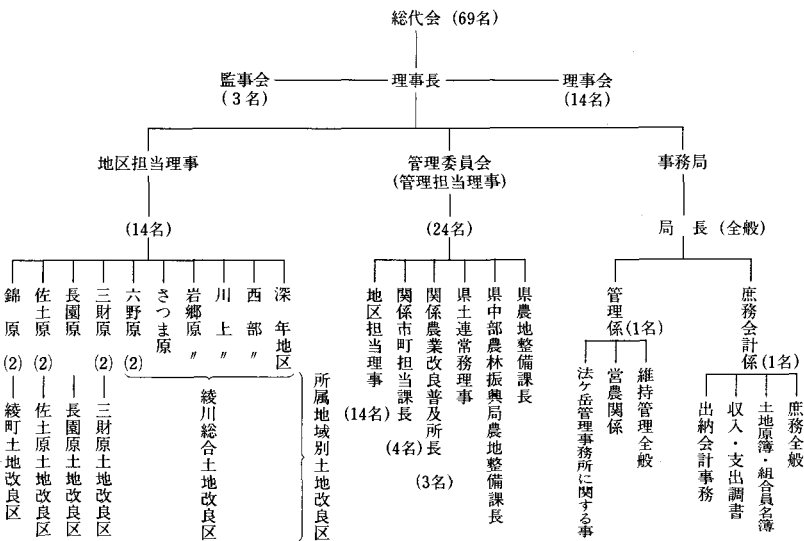 総代会 (69名)
監事会
(3名)
理事長
理事会
(14名)
地区担当理事
(14名)
管理委員会
(管理担当理事)
(24名)
事務局
局長 (全般)
錦原 (2)
佐土原 (2)
長園原
三財原 (2)
六野原 (2)
さつま原
岩郷原 〃
川上 〃
西部 〃
深年地区
綾町土地改良区
佐土原土地改良区
長園原土地改良区
三財原土地改良区
綾川総合土地改良区
所属地域別土地改良区
地区担当理事 (14名)
関係市町担当課長 (4名)
関係農業改良普及所長 (3名)
県土連常務理事
県中部農林振興局農地整備課長
県農地整備課長
管理係 (1名)
法ケ岳管理事務所に関する事
営農関係
維持管理全般
庶務会計係 (1名)
出納会計事務
収入・支出調書
土地原簿・組合員名簿
庶務全般